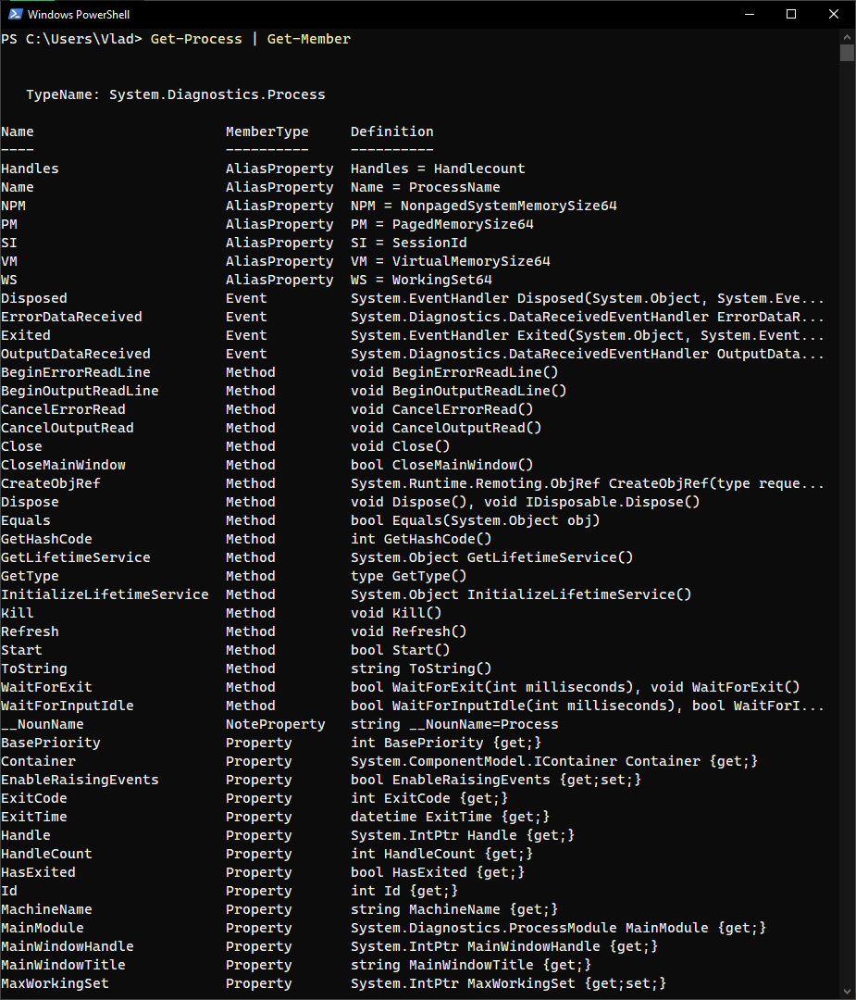 Windows PowerShell
PS C:\Users\Vlad> Get-Process | Get-Member
TypeName: System.Diagnostics.Process
Name MemberType Definition
---- ---------- ----------
Handles AliasProperty Handles = Handlecount
Name AliasProperty Name = ProcessName
NPM AliasProperty NPM = NonpagedSystemMemorySize64
PM AliasProperty PM = PagedMemorySize64
SI AliasProperty SI = SessionId
VM AliasProperty VM = VirtualMemorySize64
WS AliasProperty WS = WorkingSet64
Disposed Event System.EventHandler Disposed(System.Object, System.Eve...
ErrorDataReceived Event System.Diagnostics.DataReceivedEventHandler ErrorDataR...
Exited Event System.EventHandler Exited(System.Object, System.Event...
OutputDataReceived Event System.Diagnostics.DataReceivedEventHandler OutputData...
BeginErrorReadLine Method void BeginErrorReadLine()
BeginOutputReadLine Method void BeginOutputReadLine()
CancelErrorRead Method void CancelErrorRead()
CancelOutputRead Method void CancelOutputRead()
Close Method void Close()
CloseMainWindow Method bool CloseMainWindow()
CreateObjRef Method System.Runtime.Remoting.ObjRef CreateObjRef(type reque...
Dispose Method void Dispose(), void IDisposable.Dispose()
Equals Method bool Equals(System.Object obj)
GetHashCode Method int GetHashCode()
GetLifetimeService Method System.Object GetLifetimeService()
GetType Method type GetType()
InitializeLifetimeService Method System.Object InitializeLifetimeService()
Kill Method void Kill()
Refresh Method void Refresh()
Start Method bool Start()
ToString Method string ToString()
WaitForExit Method bool WaitForExit(int milliseconds), void WaitForExit()
WaitForInputIdle Method bool WaitForInputIdle(int milliseconds), bool WaitForI...
__NounName NoteProperty string __NounName=Process
BasePriority Property int BasePriority {get;}
Container Property System.ComponentModel.IContainer Container {get;}
EnableRaisingEvents Property bool EnableRaisingEvents {get;set;}
ExitCode Property int ExitCode {get;}
ExitTime Property datetime ExitTime {get;}
Handle Property System.IntPtr Handle {get;}
HandleCount Property int HandleCount {get;}
HasExited Property bool HasExited {get;}
Id Property int Id {get;}
MachineName Property string MachineName {get;}
MainModule Property System.Diagnostics.ProcessModule MainModule {get;}
MainWindowHandle Property System.IntPtr MainWindowHandle {get;}
MainWindowTitle Property string MainWindowTitle {get;}
MaxWorkingSet Property System.IntPtr MaxWorkingSet {get;set;}